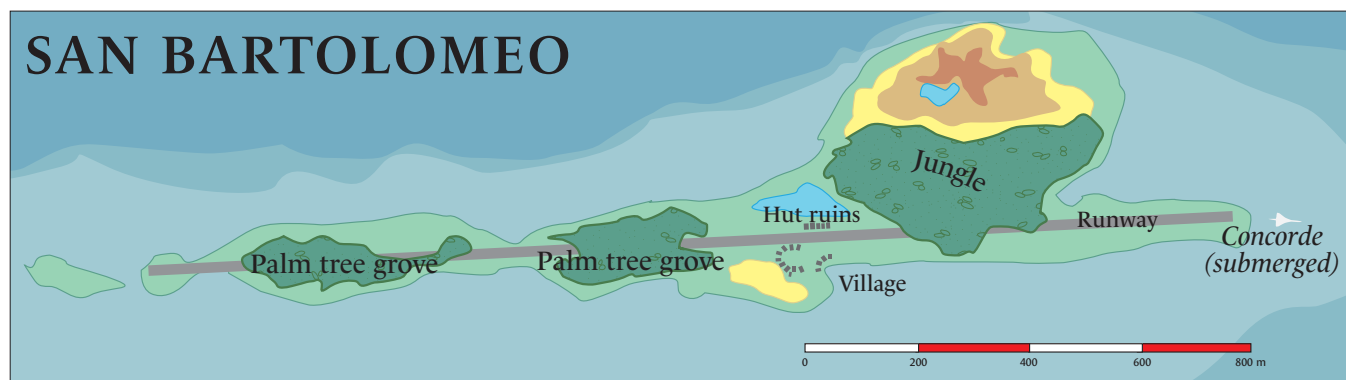 SAN BARTOLOMEO
Jungle
Hut ruins
Runway
Concorde
(submerged)
Palm tree grove
Palm tree grove
Village
0 200 400 600 800 m